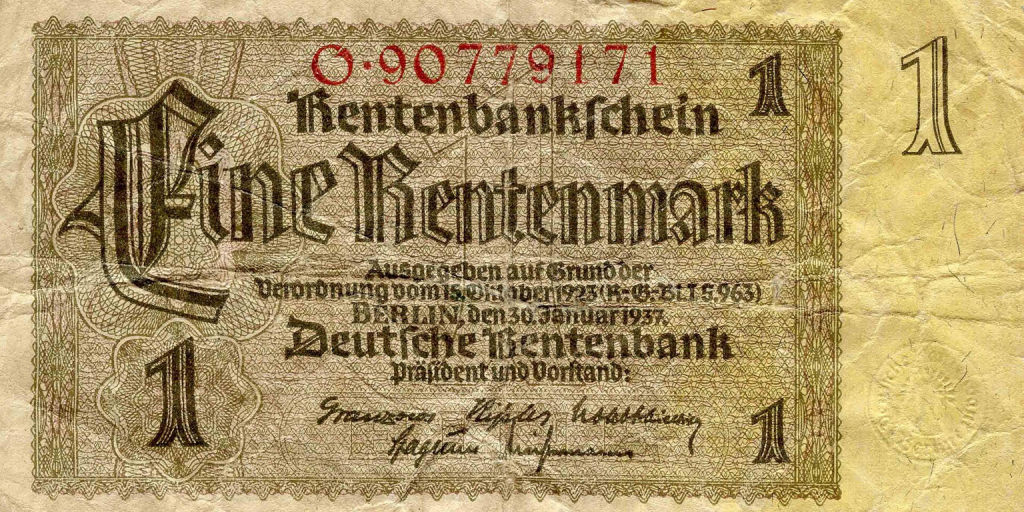 O·90779171
1
1
Rentenbankschein
Eine Rentenmark
Ausgegeben auf Grund der
Verordnung vom 15. Oktober 1923 (R.-G.-Bl. I S. 963)
BERLIN, den 30. Januar 1937.
Deutsche Rentenbank
Präsident und Vorstand:
1
1